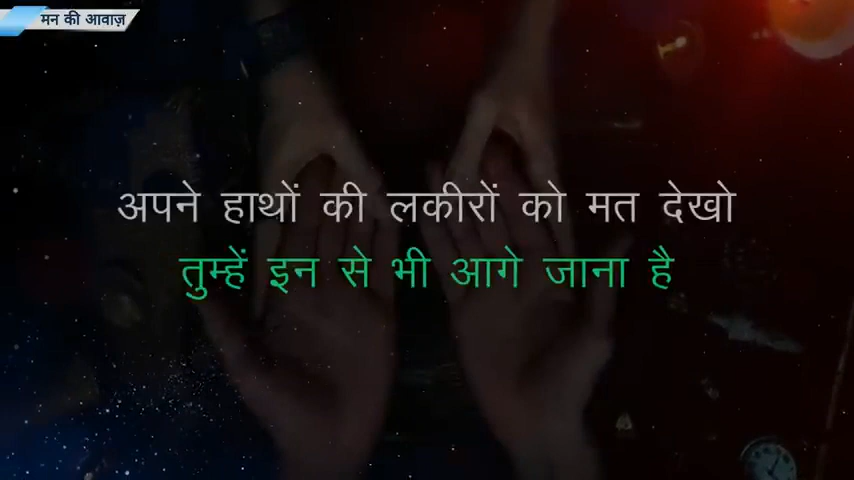 मन की आवाज़
अपने हाथों की लकीरों को मत देखो
तुम्हें इन से भी आगे जाना है